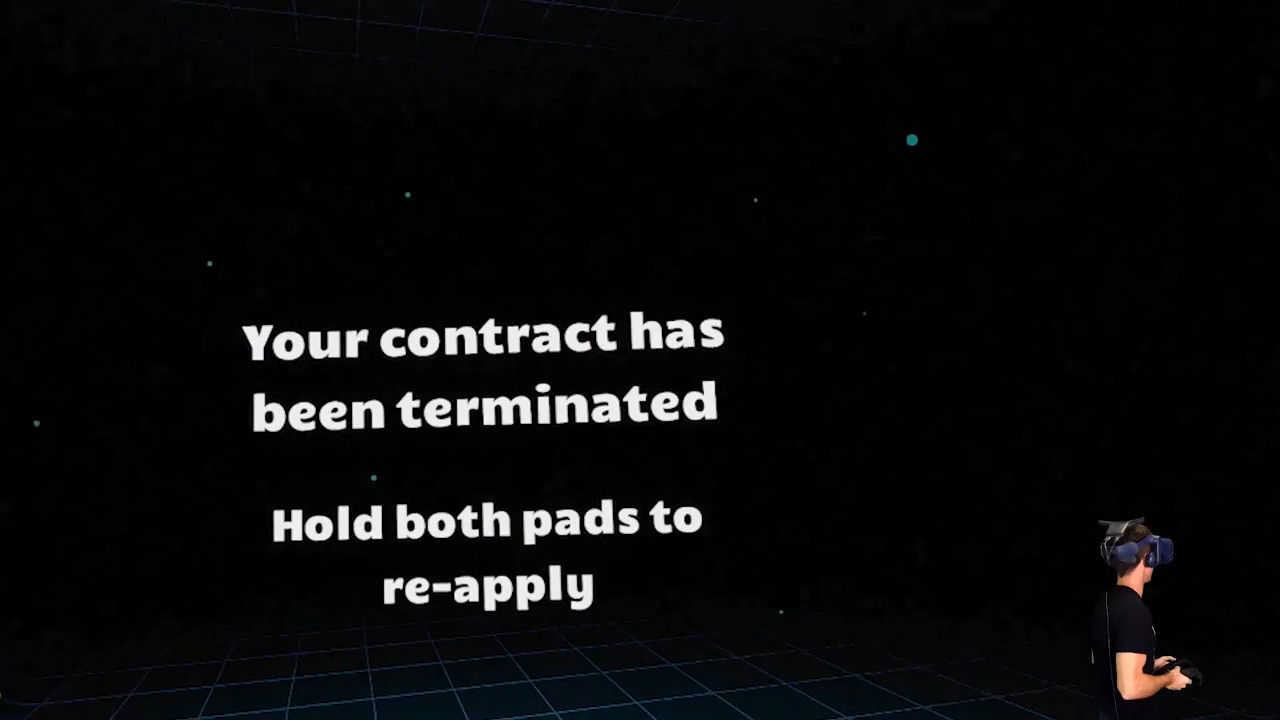 Your contract has
been terminated
Hold both pads to
re-apply